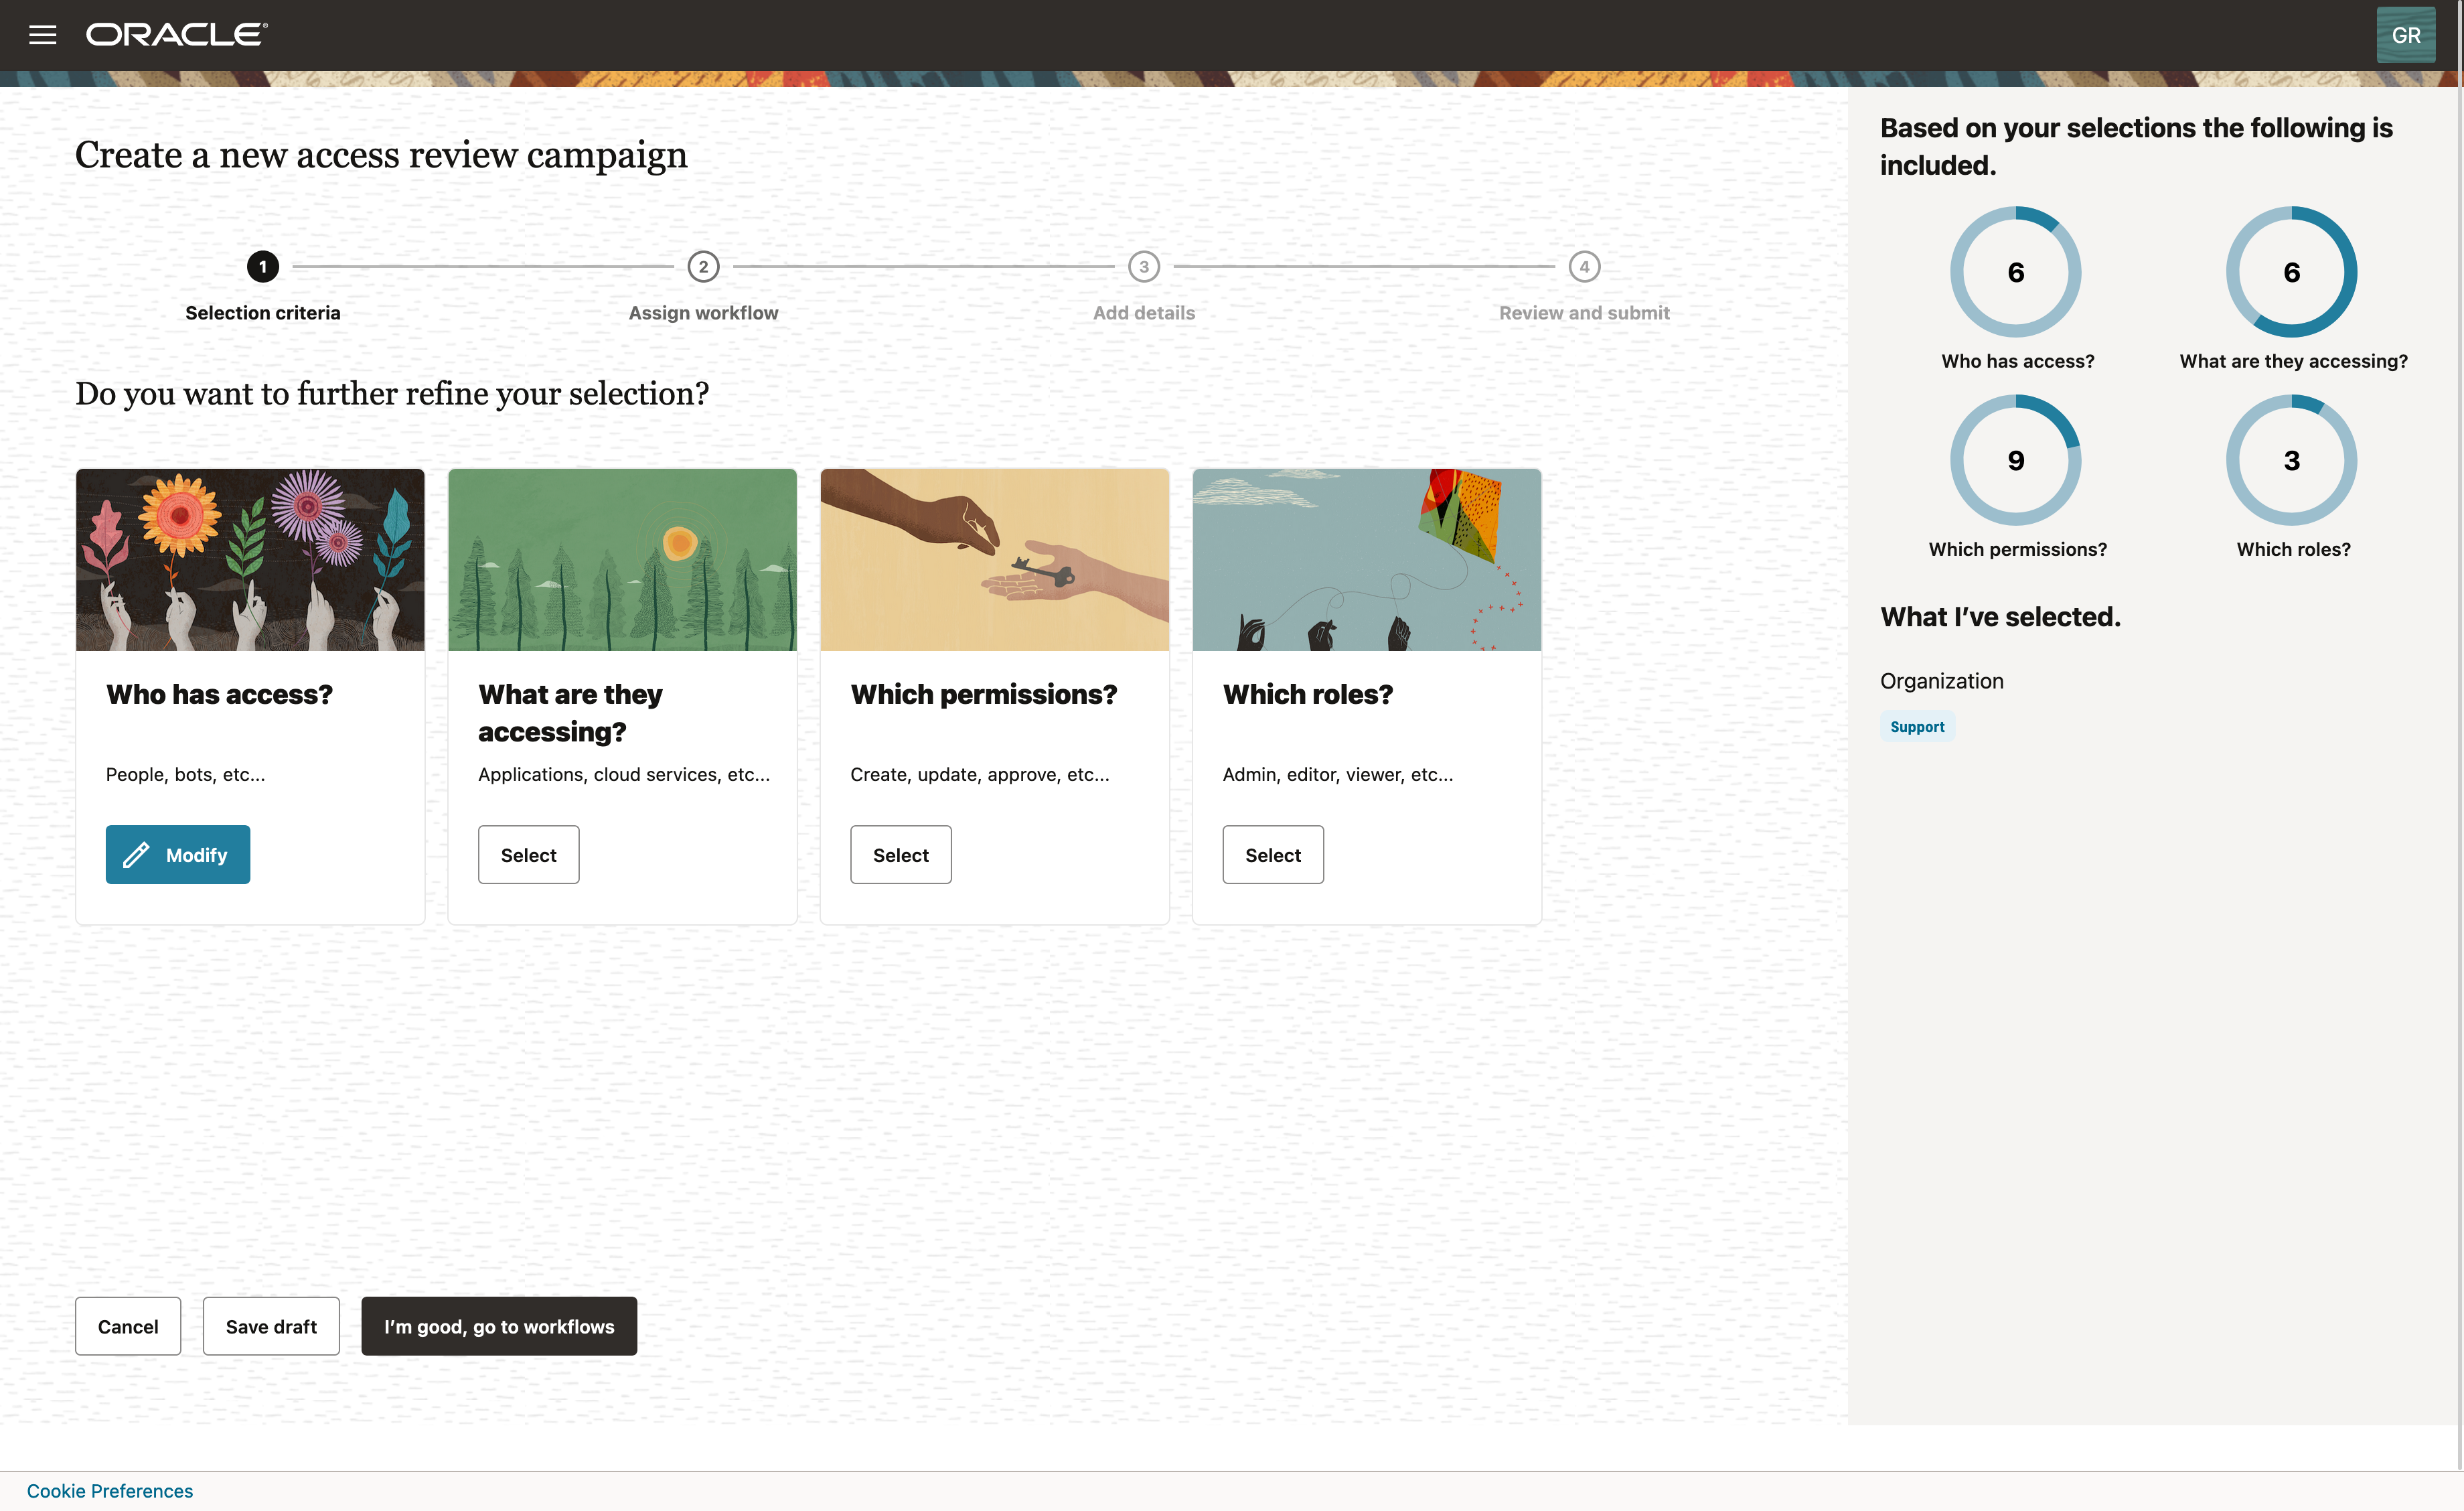 ORACLE
GR
Create a new access review campaign
1
2
3
4
Selection criteria
Assign workflow
Add details
Review and submit
Do you want to further refine your selection?
Who has access?
People, bots, etc...
Modify
What are they
accessing?
Applications, cloud services, etc...
Select
Which permissions?
Create, update, approve, etc...
Select
Which roles?
Admin, editor, viewer, etc...
Select
Cancel
Save draft
I'm good, go to workflows
Based on your selections the following is
included.
6
Who has access?
6
What are they accessing?
9
Which permissions?
3
Which roles?
What I've selected.
Organization
Support
Cookie Preferences